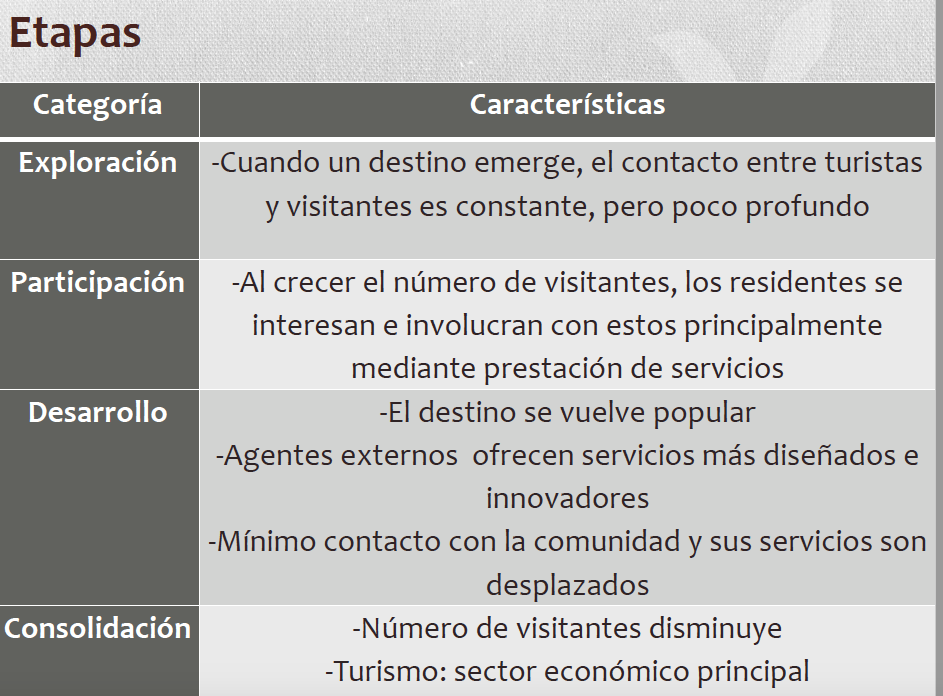 Etapas
Categoría
Características
Exploración
-Cuando un destino emerge, el contacto entre turistas
y visitantes es constante, pero poco profundo
Participación
-Al crecer el número de visitantes, los residentes se
interesan e involucran con estos principalmente
mediante prestación de servicios
Desarrollo
-El destino se vuelve popular
-Agentes externos ofrecen servicios más diseñados e
innovadores
-Mínimo contacto con la comunidad y sus servicios son
desplazados
Consolidación
-Número de visitantes disminuye
-Turismo: sector económico principal